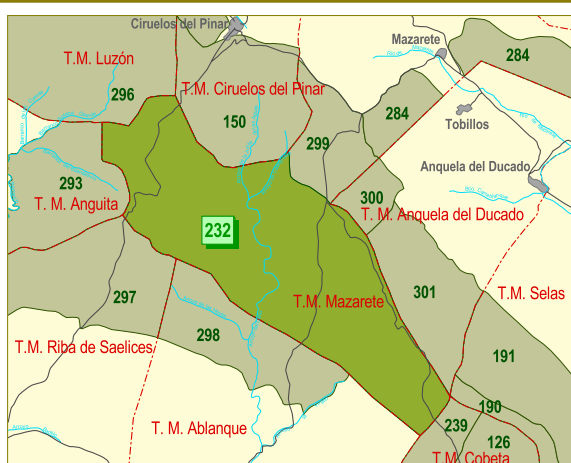 Ciruelos del Pinar
Mazarete
284
T.M. Luzón
T.M. Ciruelos del Pinar
296
150
284
Tobillos
299
Anquela del Ducado
293
300
T. M. Anguita
T. M. Anquela del Ducado
232
T.M. Mazarete
301
T.M. Selas
297
298
T.M. Riba de Saelices
191
190
T. M. Ablanque
239
126
T.M. Cobeta